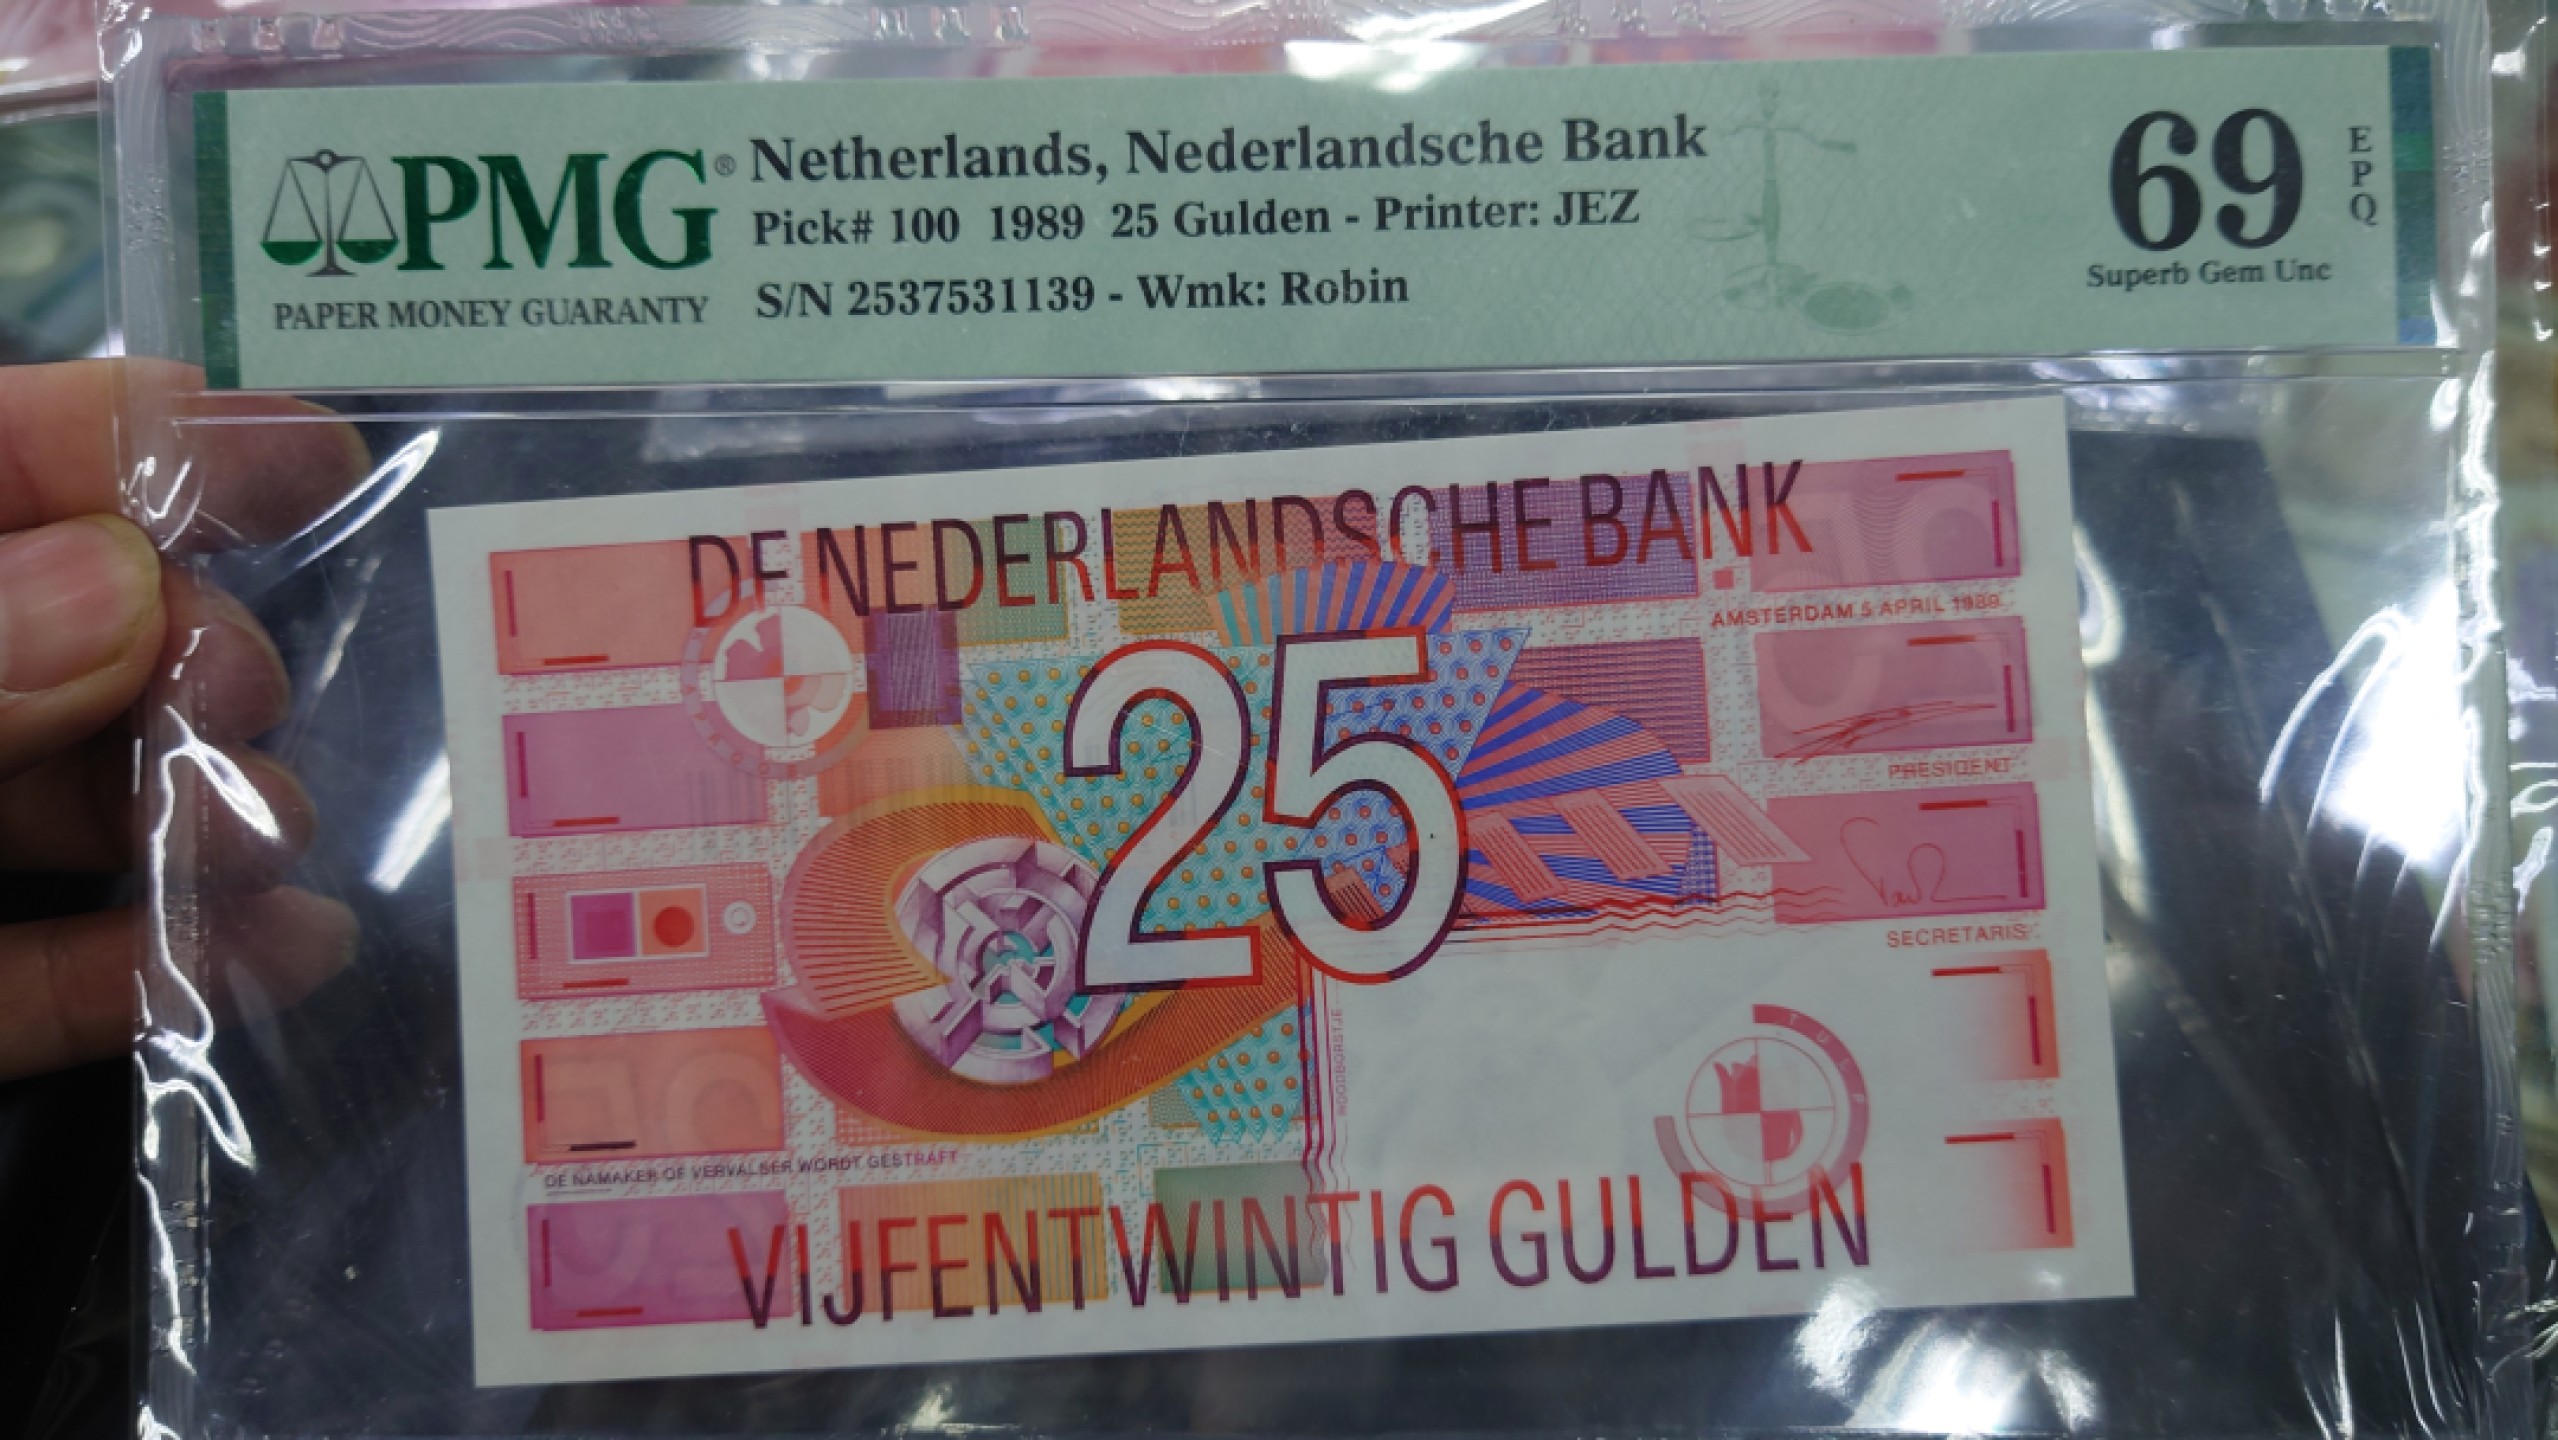 PMG®
PAPER MONEY GUARANTY
Netherlands, Nederlandsche Bank
Pick# 100 1989 25 Gulden - Printer: JEZ
S/N 2537531139 - Wmk: Robin
69
EPQ
Superb Gem Unc
DE NEDERLANDSCHE BANK
AMSTERDAM 5 APRIL 1989
25
PRESIDENT
SECRETARIS
ROODBORSTJE
TULP
DE NAMAKER OF VERVALSER WORDT GESTRAFT
VIJFENTWINTIG GULDEN